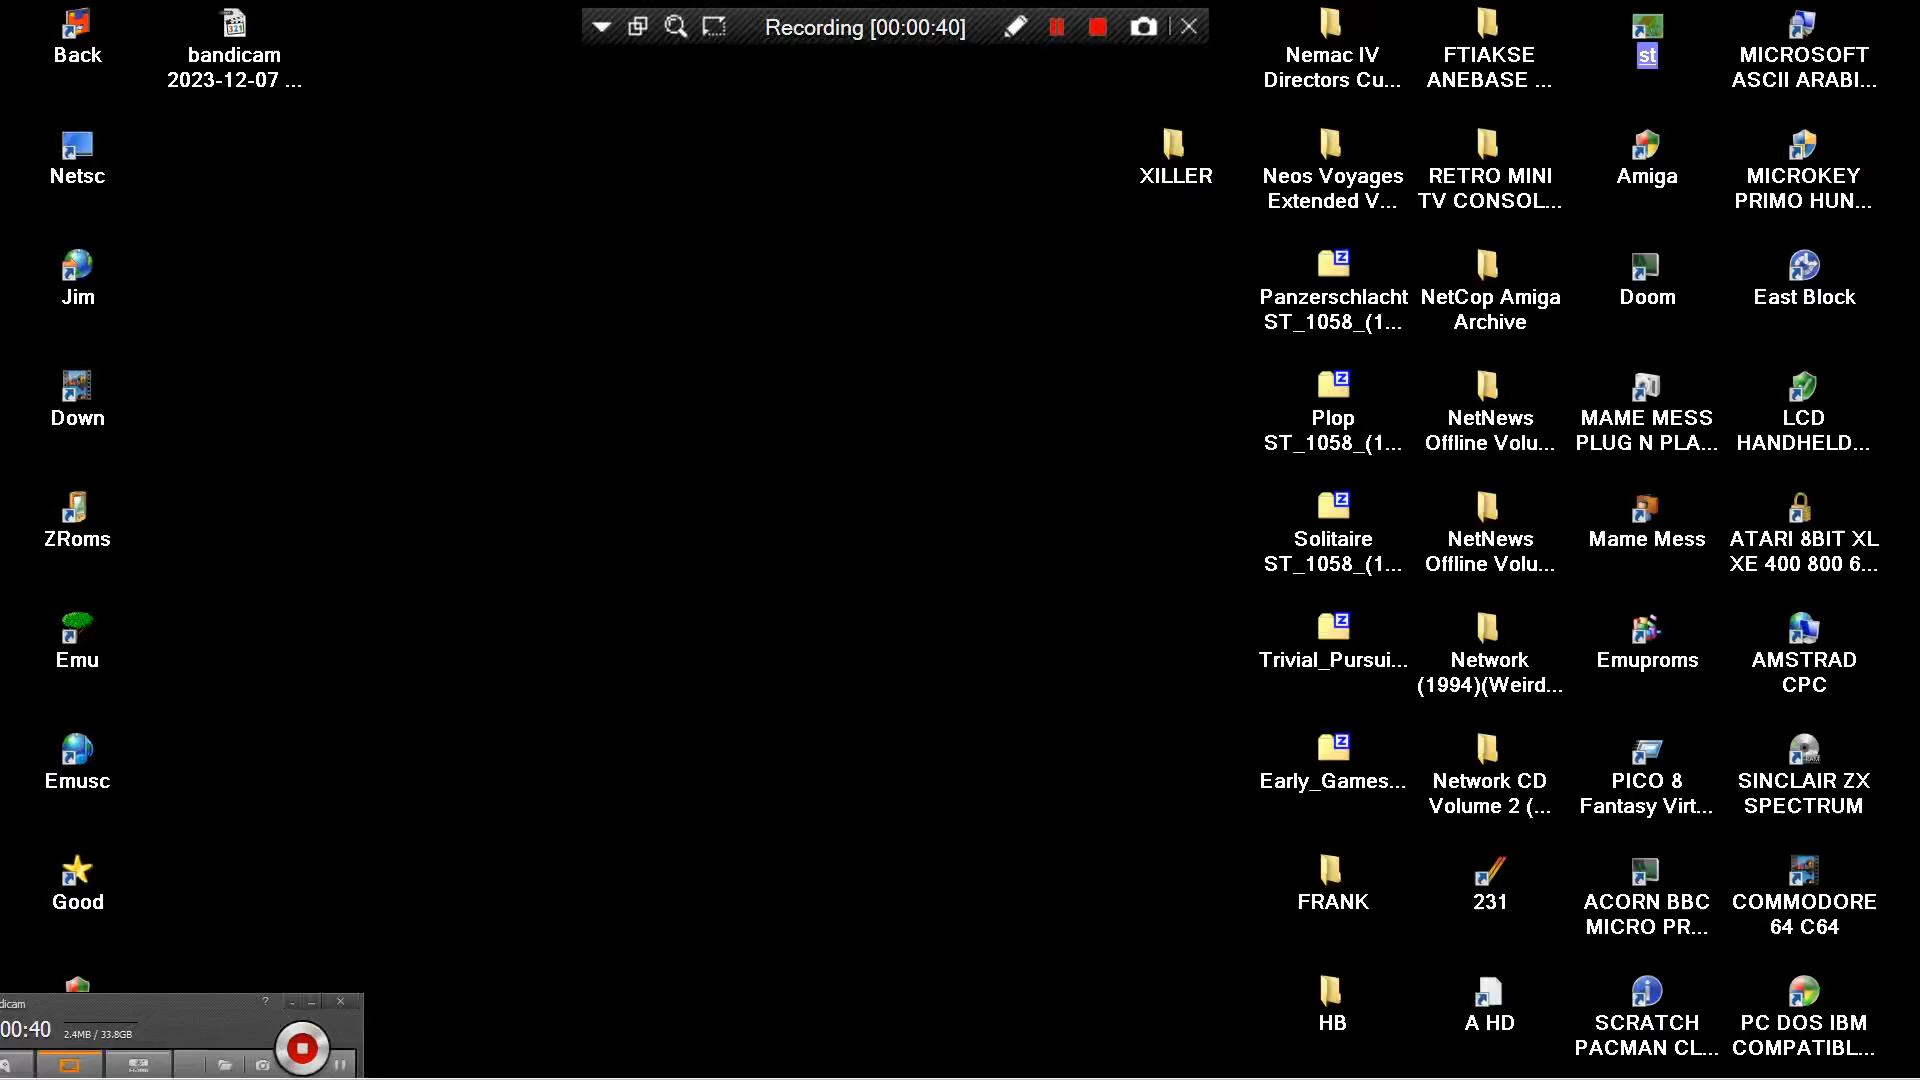 Recording [00:00:40]
Back
bandicam
2023-12-07 ...
Netsc
Jim
Down
ZRoms
Emu
Emusc
Good
XILLER
Nemac IV
Directors Cu...
Neos Voyages
Extended V...
Panzerschlacht
ST_1058_(1...
Plop
ST_1058_(1...
Solitaire
ST_1058_(1...
Trivial_Pursui...
Early_Games...
FRANK
HB
FTIAKSE
ANEBASE ...
RETRO MINI
TV CONSOL...
NetCop Amiga
Archive
NetNews
Offline Volu...
NetNews
Offline Volu...
Network
(1994)(Weird...
Network CD
Volume 2 (...
231
A HD
st
Amiga
Doom
MAME MESS
PLUG N PLA...
Mame Mess
Emuproms
PICO 8
Fantasy Virt...
ACORN BBC
MICRO PR...
SCRATCH
PACMAN CL...
MICROSOFT
ASCII ARABI...
MICROKEY
PRIMO HUN...
East Block
LCD
HANDHELD...
ATARI 8BIT XL
XE 400 800 6...
AMSTRAD
CPC
SINCLAIR ZX
SPECTRUM
COMMODORE
64 C64
PC DOS IBM
COMPATIBL...
dicam
00:40
2.4MB / 33.8GB